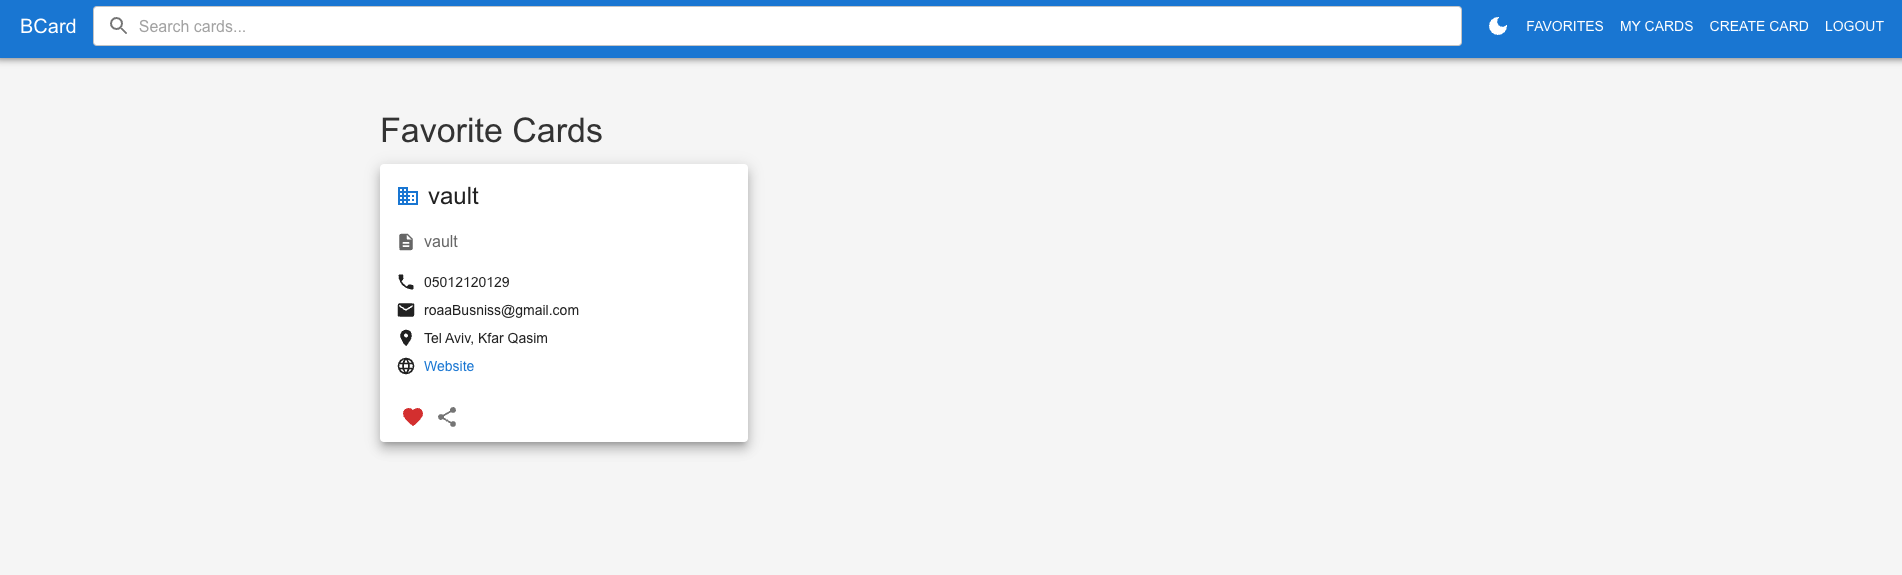 BCard
Search cards...
FAVORITES
MY CARDS
CREATE CARD
LOGOUT
Favorite Cards
vault
vault
05012120129
roaaBusniss@gmail.com
Tel Aviv, Kfar Qasim
Website